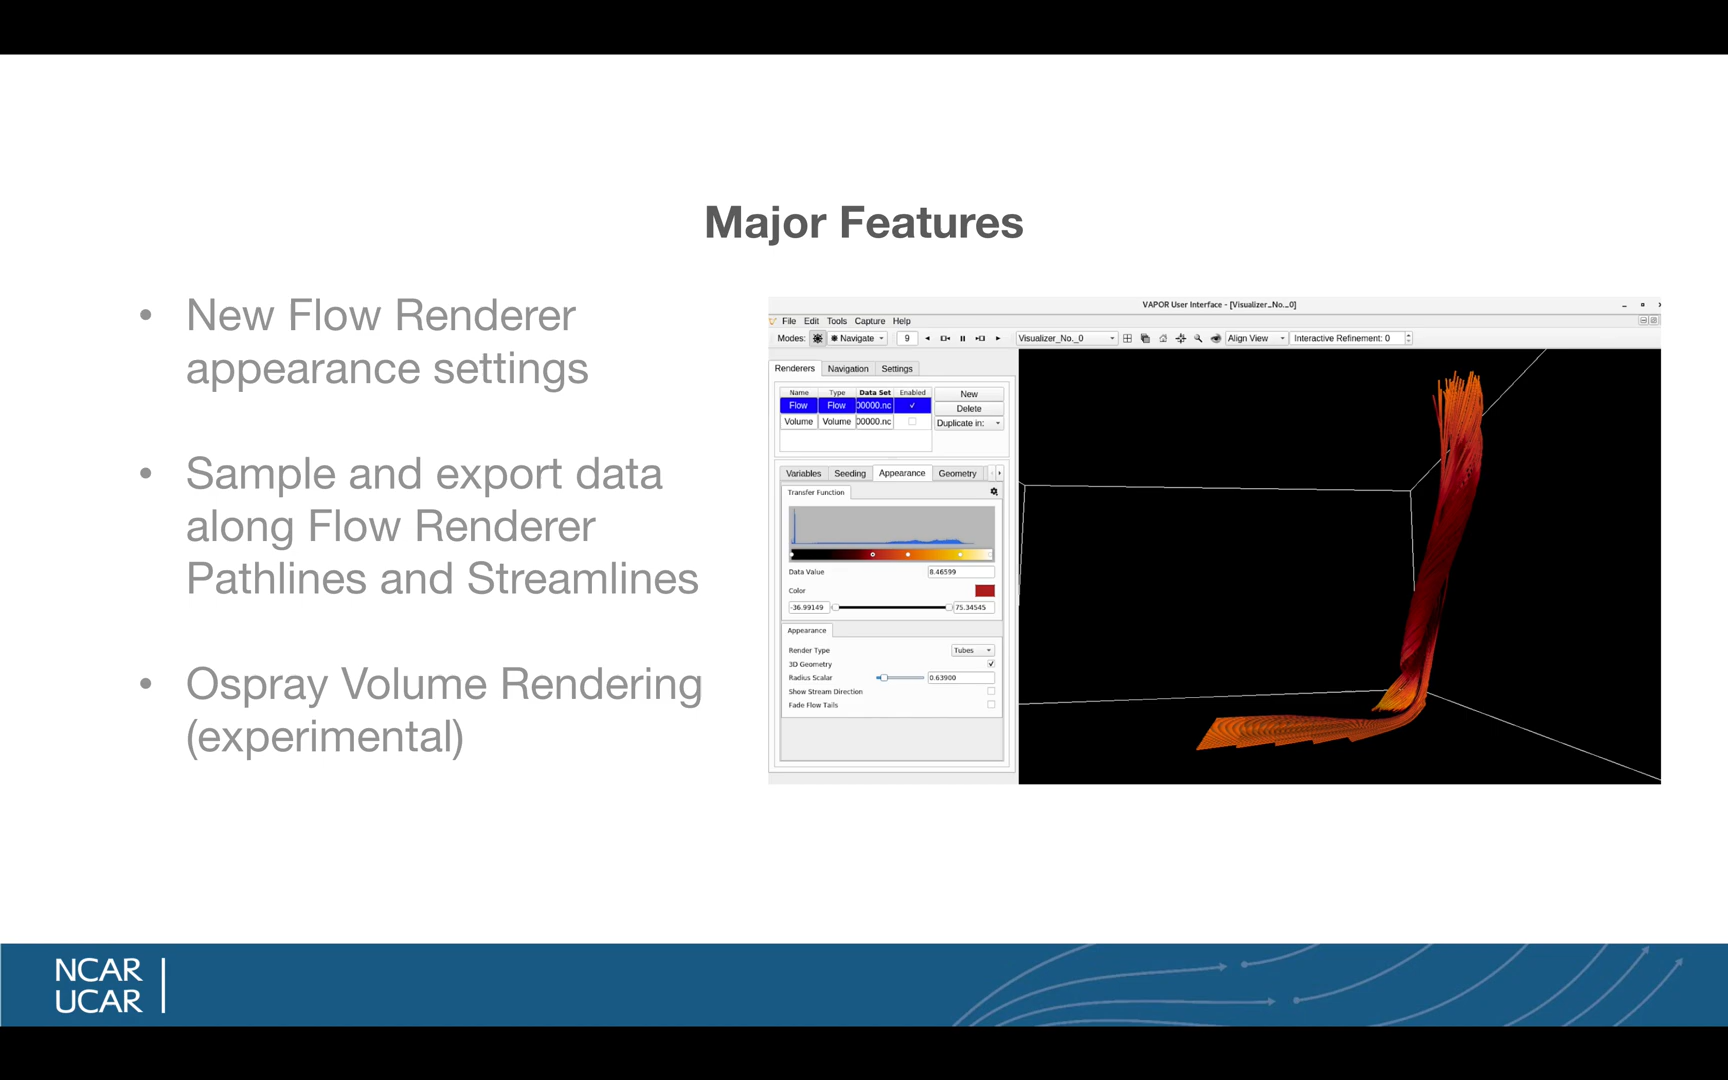 Major Features
• New Flow Renderer
appearance settings
• Sample and export data
along Flow Renderer
Pathlines and Streamlines
• Ospray Volume Rendering
(experimental)
VAPOR User Interface - [Visualizer_No._0]
File Edit Tools Capture Help
Modes: Navigate 9 Visualizer_No._0 Align View Interactive Refinement: 0
Renderers Navigation Settings
Name Type Data Set Enabled
Flow Flow 00000.nc ✓
Volume Volume 00000.nc
New
Delete
Duplicate in:
Variables Seeding Appearance Geometry
Transfer Function
Data Value 8.46599
Color
-36.99149 75.34545
Appearance
Render Type Tubes
3D Geometry ✓
Radius Scalar 0.63900
Show Stream Direction
Fade Flow Tails
NCAR
UCAR